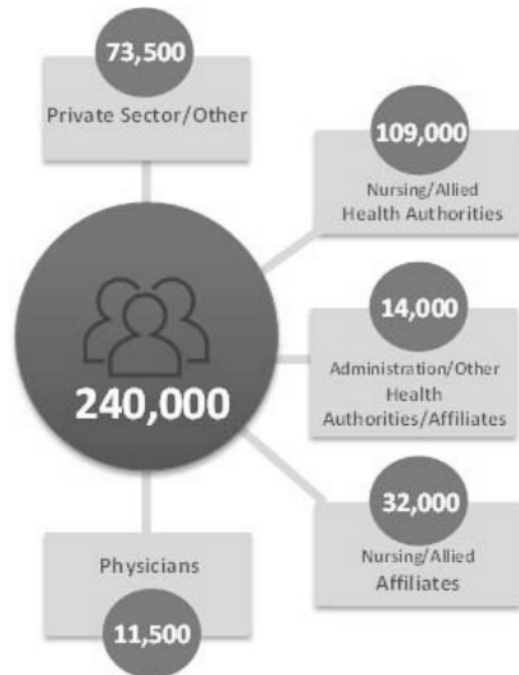 73,500
Private Sector/Other
109,000
Nursing/Allied
Health Authorities
240,000
14,000
Administration/Other
Health
Authorities/Affiliates
32,000
Nursing/Allied
Affiliates
Physicians
11,500